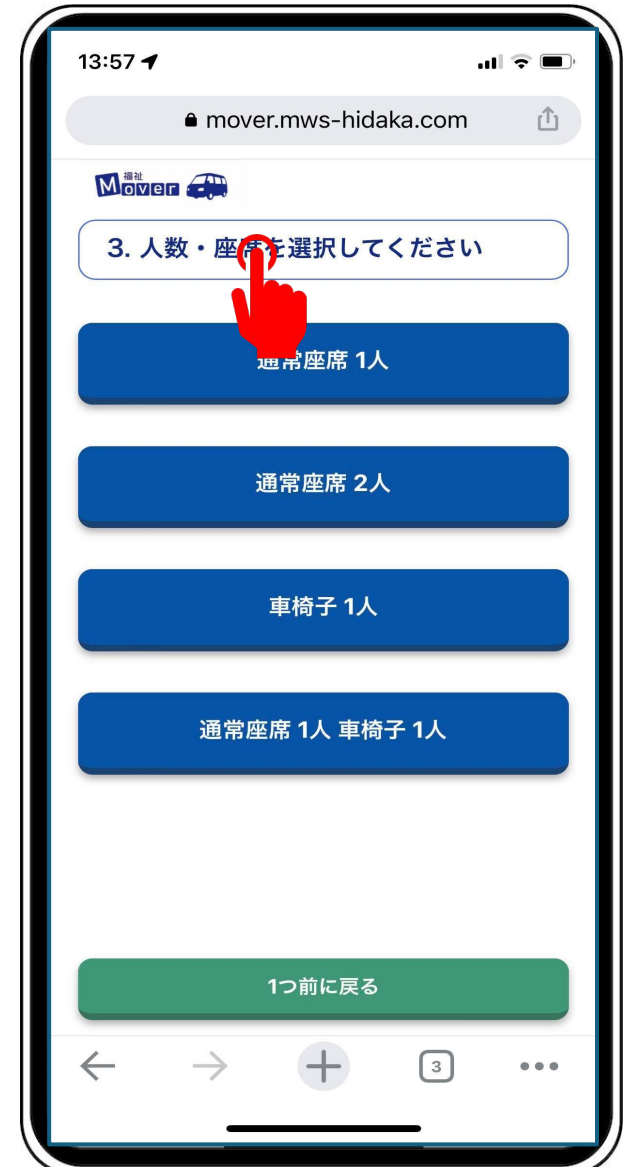 13:57
mover.mws-hidaka.com
福祉
Mover
3. 人数・座席を選択してください
通常座席 1人
通常座席 2人
車椅子 1人
通常座席 1人 車椅子 1人
1つ前に戻る
3